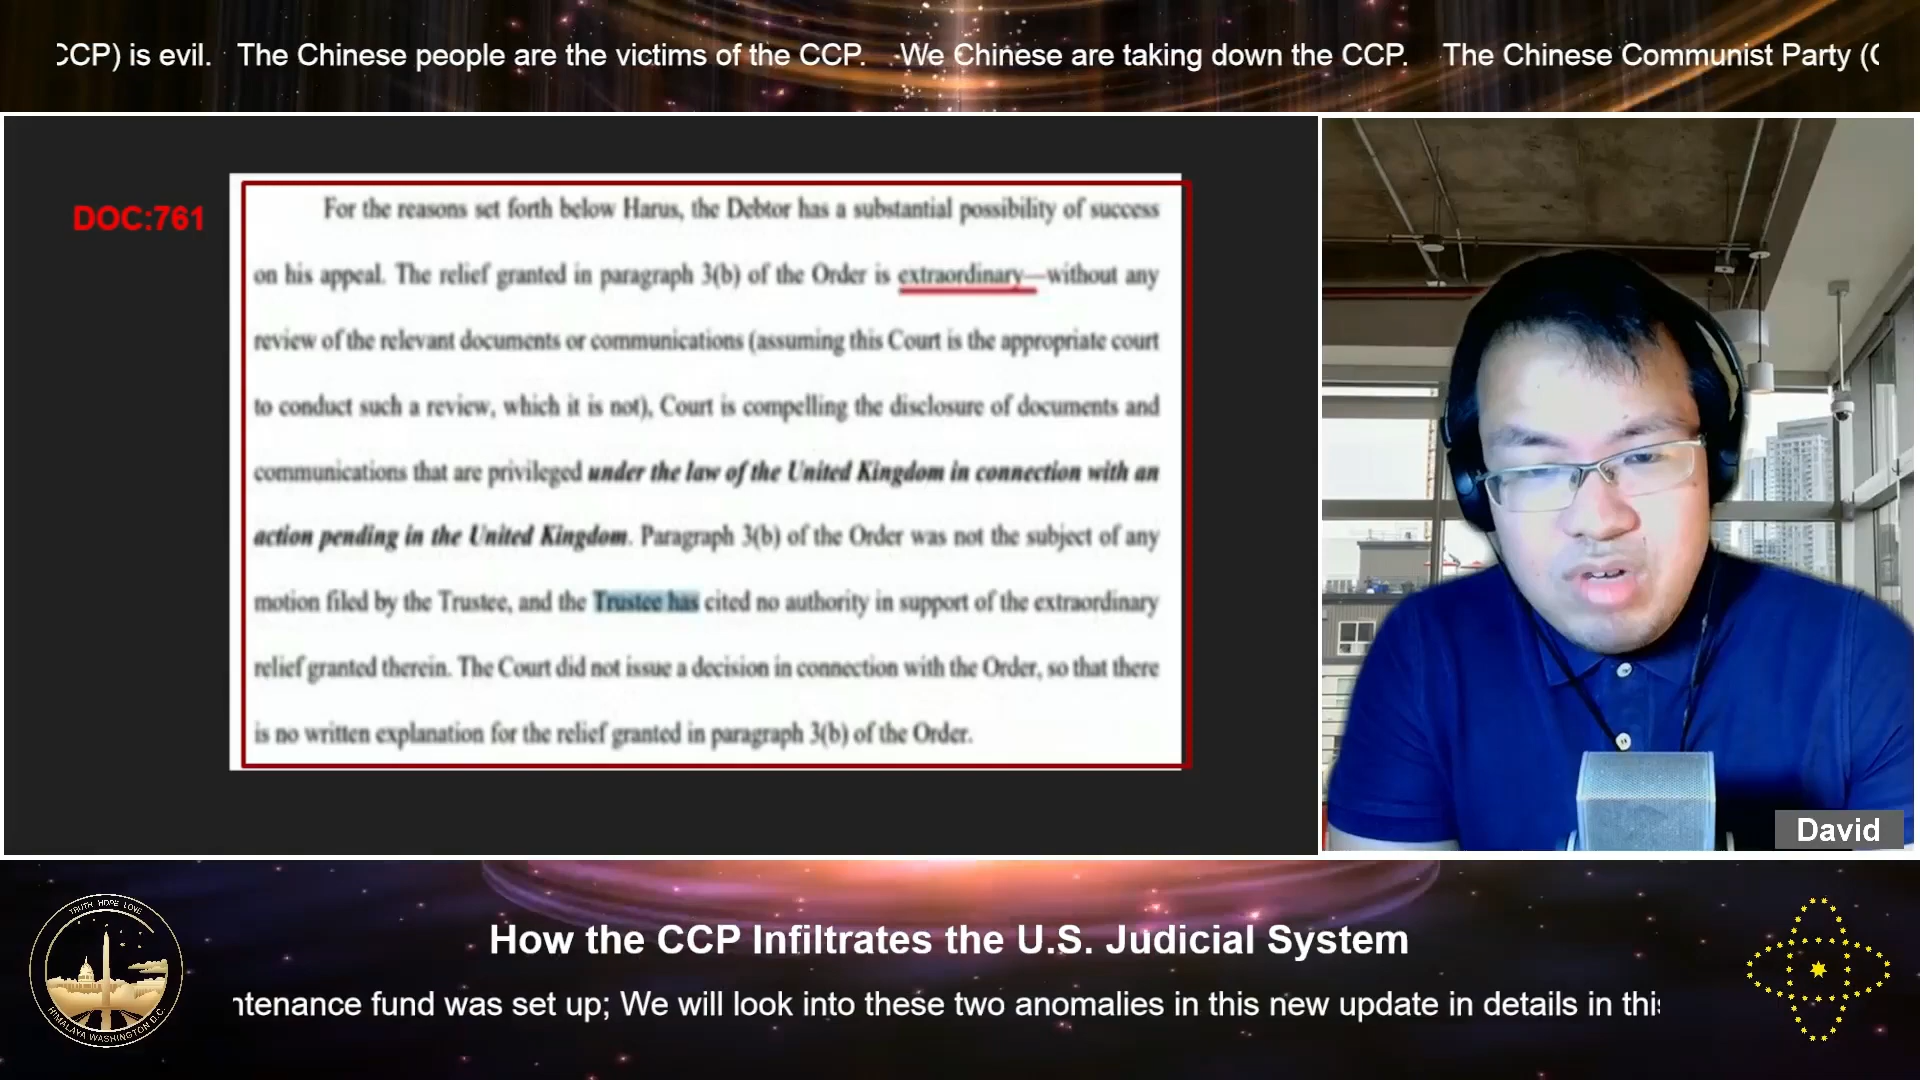 CCP) is evil. The Chinese people are the victims of the CCP. We Chinese are taking down the CCP. The Chinese Communist Party (C
DOC:761
For the reasons set forth below Harus, the Debtor has a substantial possibility of success
on his appeal. The relief granted in paragraph 3(b) of the Order is extraordinary—without any
review of the relevant documents or communications (assuming this Court is the appropriate court
to conduct such a review, which it is not), Court is compelling the disclosure of documents and
communications that are privileged under the law of the United Kingdom in connection with an
action pending in the United Kingdom. Paragraph 3(b) of the Order was not the subject of any
motion filed by the Trustee, and the Trustee has cited no authority in support of the extraordinary
relief granted therein. The Court did not issue a decision in connection with the Order, so that there
is no written explanation for the relief granted in paragraph 3(b) of the Order.
David
TRUTH HOPE LOVE
HIMALAYA WASHINGTON D.C.
How the CCP Infiltrates the U.S. Judicial System
ntenance fund was set up; We will look into these two anomalies in this new update in details in this